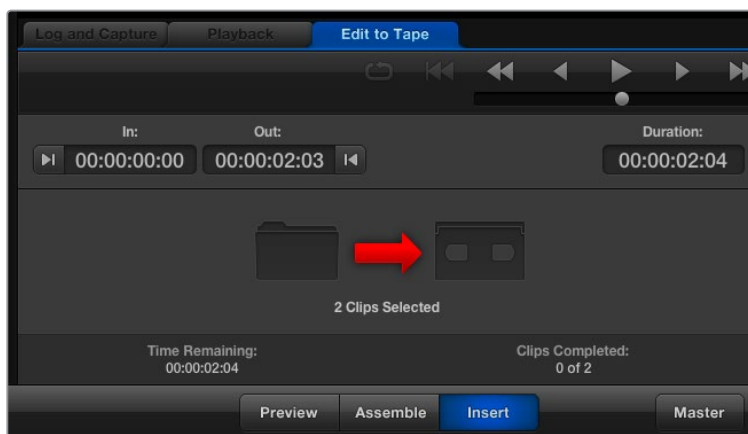 Log and Capture Playback Edit to Tape
In: Out: Duration:
00:00:00:00 00:00:02:03 00:00:02:04
2 Clips Selected
Time Remaining: Clips Completed:
00:00:02:04 0 of 2
Preview Assemble Insert Master